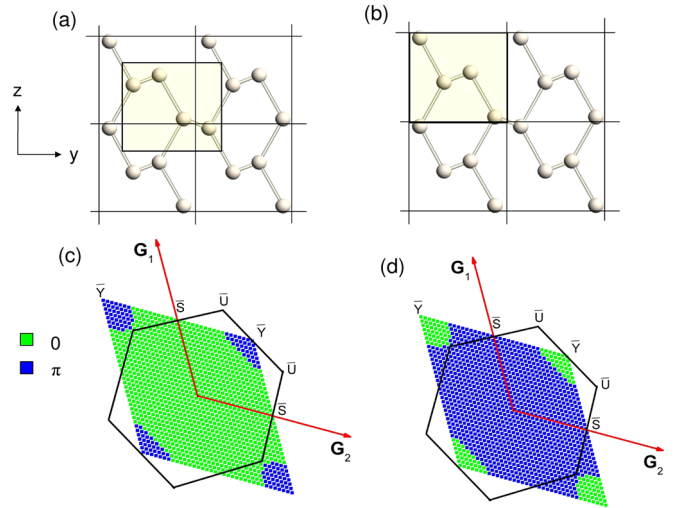 (a)
(b)
z
y
(c)
(d)
G₁
G₁
Y̅
S̅
U̅
Y̅
U̅
S̅
G₂
Y̅
S̅
U̅
Y̅
U̅
S̅
G₂
0
π